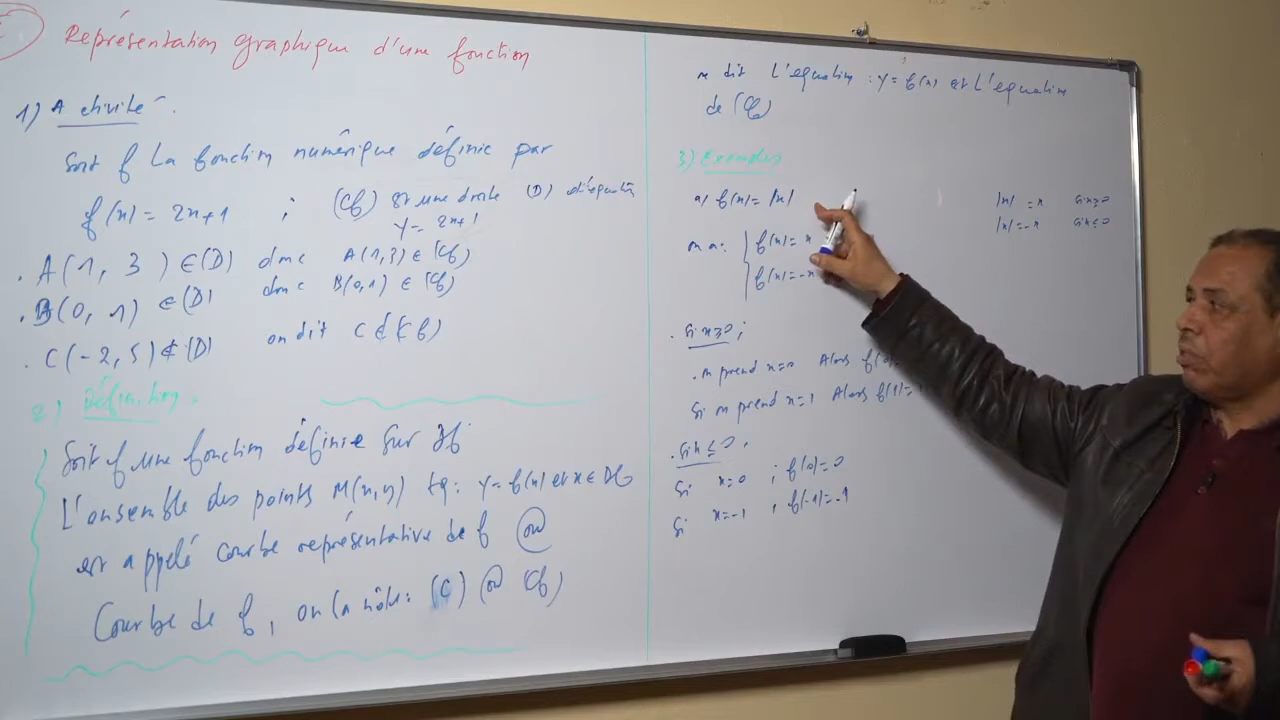 Représentation graphique d'une fonction
1) Activité.
Soit f la fonction numérique définie par
f(x) = 2x+1 ; (Cf) est une droite (D) d'équation
y = 2x+1
. A(1, 3) ∈ (D) donc A(1,3) ∈ (Cf)
. B(0, 1) ∈ (D) donc B(0,1) ∈ (Cf)
. C(-2, 5) ∉ (D) on dit C ∉ (Cf)
2) Définition.
Soit f une fonction définie sur Df
L'ensemble des points M(x,y) tq: y = f(x) et x ∈ Df
est appelé courbe représentative de f ou
Courbe de f, on la note: (C) ou (Cf)
on dit l'equation : y = f(x) est l'equation
de (Cf)
3) Exemples
a) f(x) = |x|
|x| = x si x ≥ 0
|x| = -x si x ≤ 0
on a : f(x) = x
f(x) = -x
. Si x ≥ 0 ;
. on prend x=0 Alors f(0)=
Si on prend x=1 Alors f(1)=
. Si x ≤ 0 .
Si x=0 ; f(0)=0
Si x=-1 ; f(-1)=-1